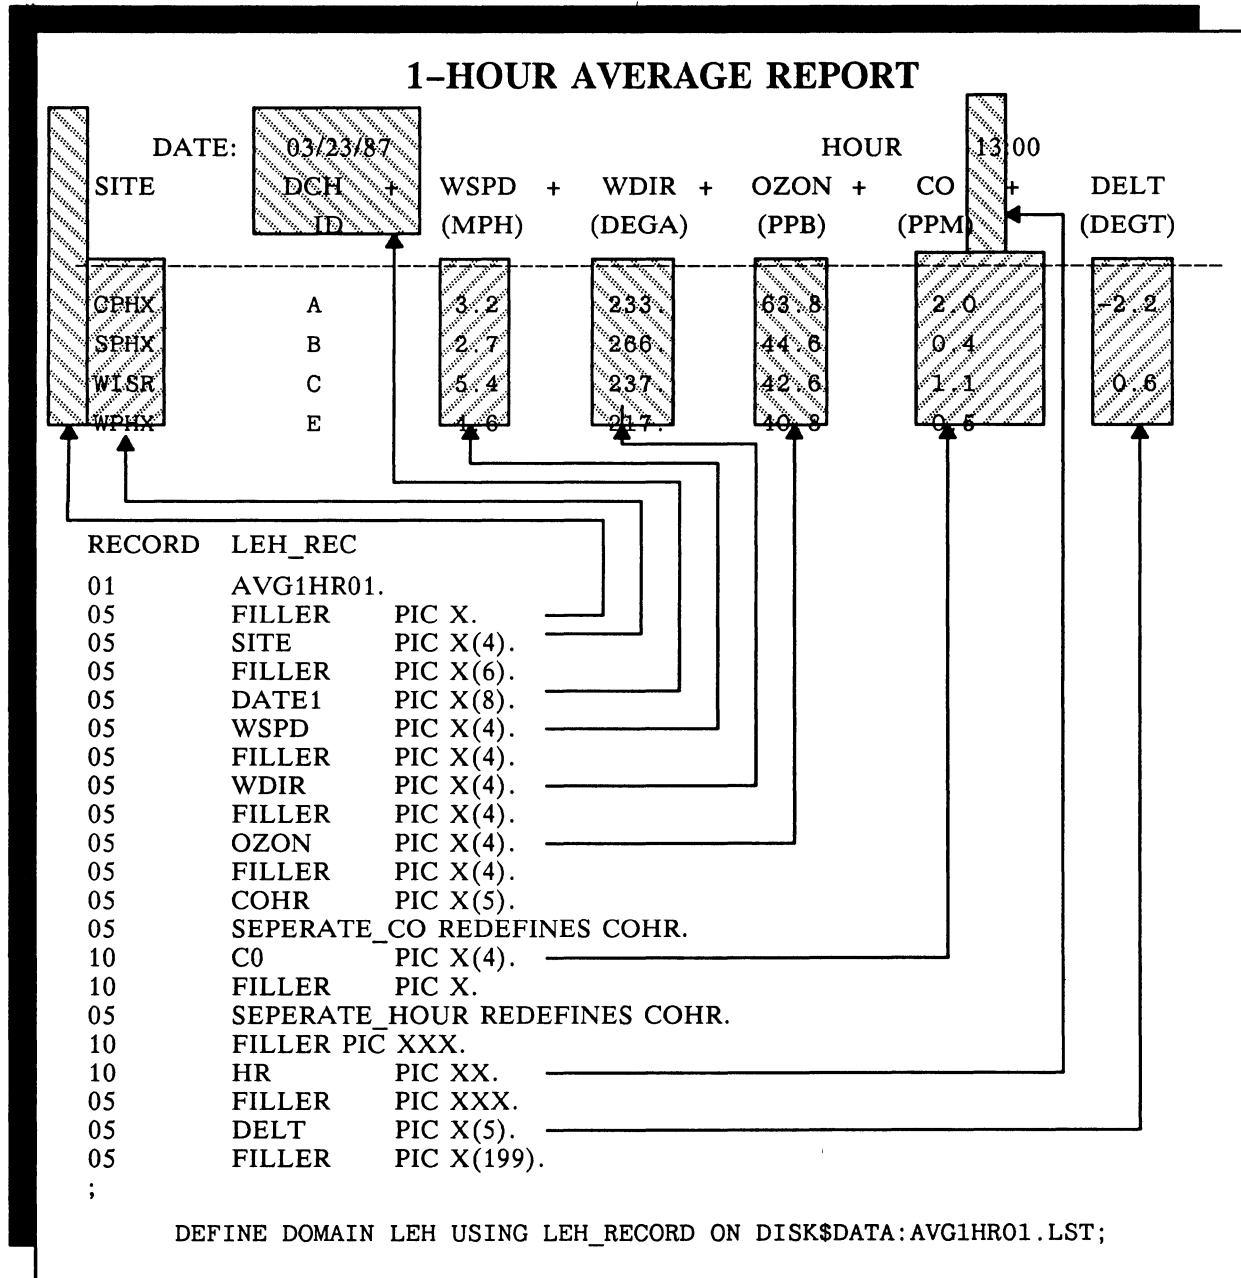 1-HOUR AVERAGE REPORT
DATE: 03/23/87 HOUR 13:00
SITE DCH + WSPD + WDIR + OZON + CO + DELT
ID (MPH) (DEGA) (PPB) (PPM) (DEGT)
CPHX A 3.2 233. 63.8 2.0 -2.2
SPHX B 2.7 266 44.6 0.4
WISR C 5.4 237. 42.6 1.1 0.6
WPHX E 4.6 217. 40.8 0.5
RECORD LEH_REC
01 AVG1HR01.
05 FILLER PIC X.
05 SITE PIC X(4).
05 FILLER PIC X(6).
05 DATE1 PIC X(8).
05 WSPD PIC X(4).
05 FILLER PIC X(4).
05 WDIR PIC X(4).
05 FILLER PIC X(4).
05 OZON PIC X(4).
05 FILLER PIC X(4).
05 COHR PIC X(5).
05 SEPERATE_CO REDEFINES COHR.
10 C0 PIC X(4).
10 FILLER PIC X.
05 SEPERATE_HOUR REDEFINES COHR.
10 FILLER PIC XXX.
10 HR PIC XX.
05 FILLER PIC XXX.
05 DELT PIC X(5).
05 FILLER PIC X(199).
;
DEFINE DOMAIN LEH USING LEH_RECORD ON DISK$DATA:AVG1HR01.LST;